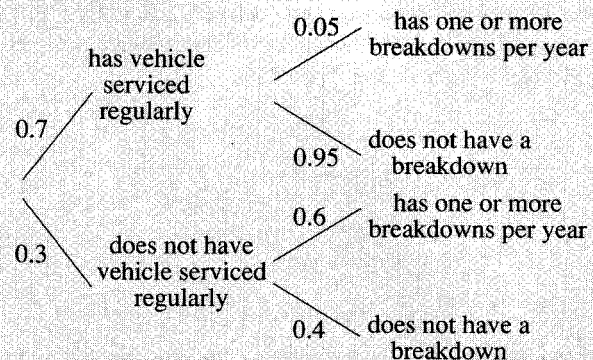 0.05
has one or more
breakdowns per year
has vehicle
serviced
regularly
0.7
0.95
does not have a
breakdown
0.6
has one or more
breakdowns per year
0.3
does not have
vehicle serviced
regularly
0.4
does not have a
breakdown